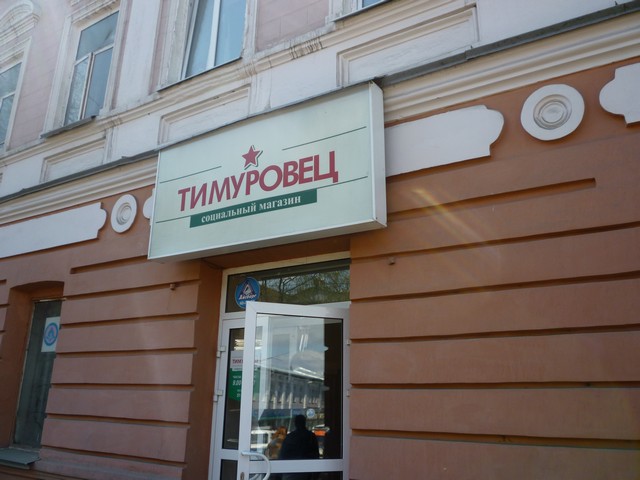 ТИМУРОВЕЦ
социальный магазин